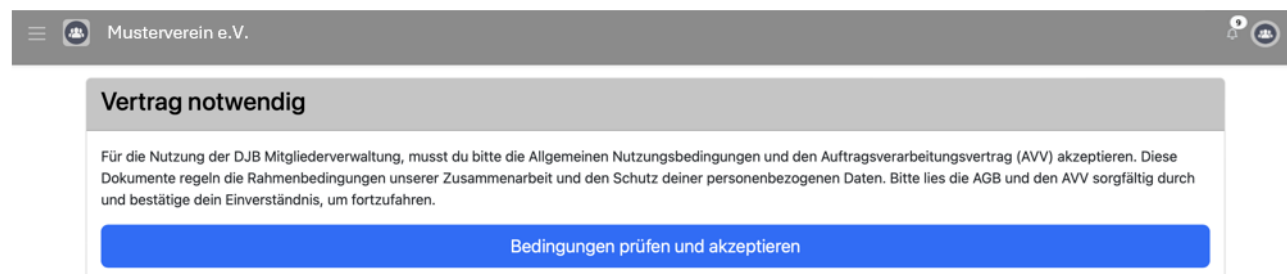 Musterverein e.V.
9
Vertrag notwendig
Für die Nutzung der DJB Mitgliederverwaltung, musst du bitte die Allgemeinen Nutzungsbedingungen und den Auftragsverarbeitungsvertrag (AVV) akzeptieren. Diese
Dokumente regeln die Rahmenbedingungen unserer Zusammenarbeit und den Schutz deiner personenbezogenen Daten. Bitte lies die AGB und den AVV sorgfältig durch
und bestätige dein Einverständnis, um fortzufahren.
Bedingungen prüfen und akzeptieren